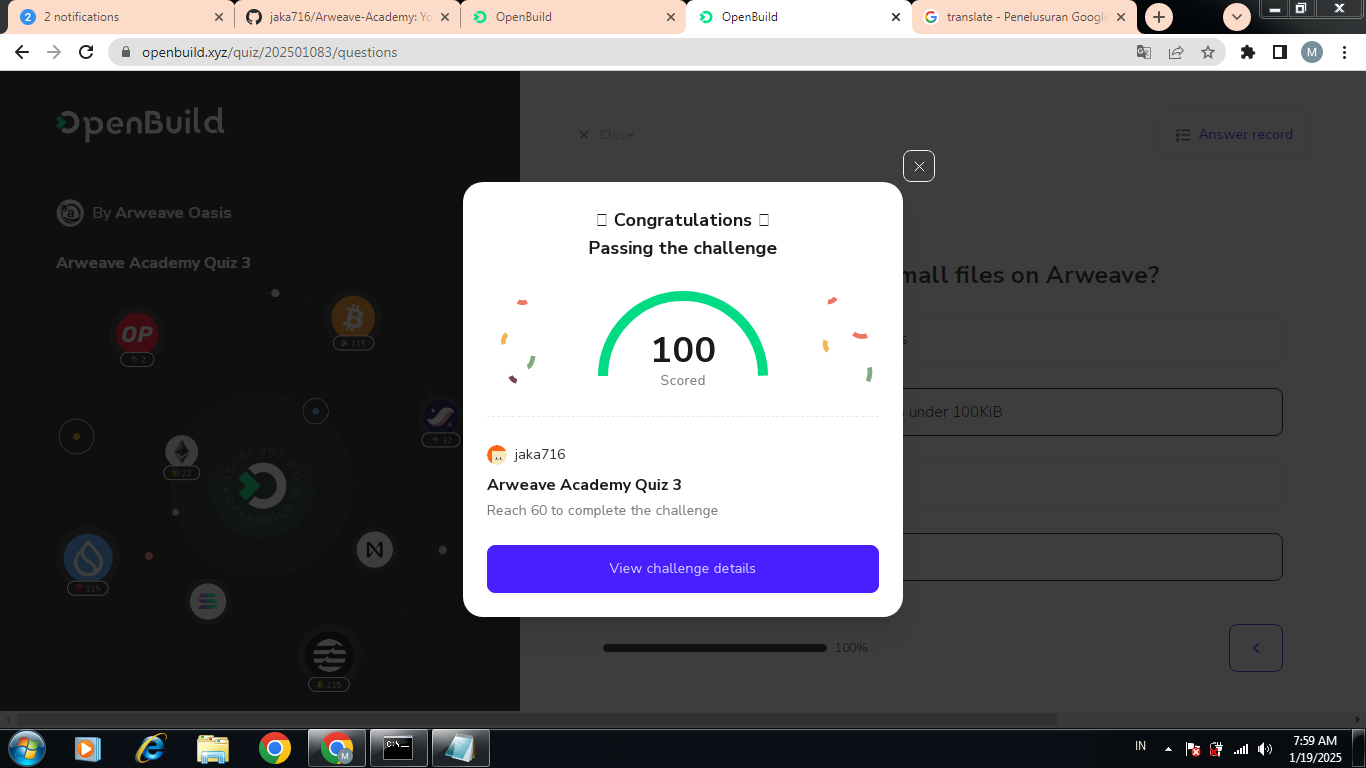 2 notifications
jaka716/Arweave-Academy: Yo
OpenBuild
OpenBuild
translate - Penelusuran Google
openbuild.xyz/quiz/202501083/questions
M
OpenBuild
Close
Answer record
By Arweave Oasis
Arweave Academy Quiz 3
mall files on Arweave?
s
s under 100KiB
OP
2
115
32
22
115
115
Congratulations
Passing the challenge
100
Scored
jaka716
Arweave Academy Quiz 3
Reach 60 to complete the challenge
View challenge details
100%
IN
7:59 AM
1/19/2025